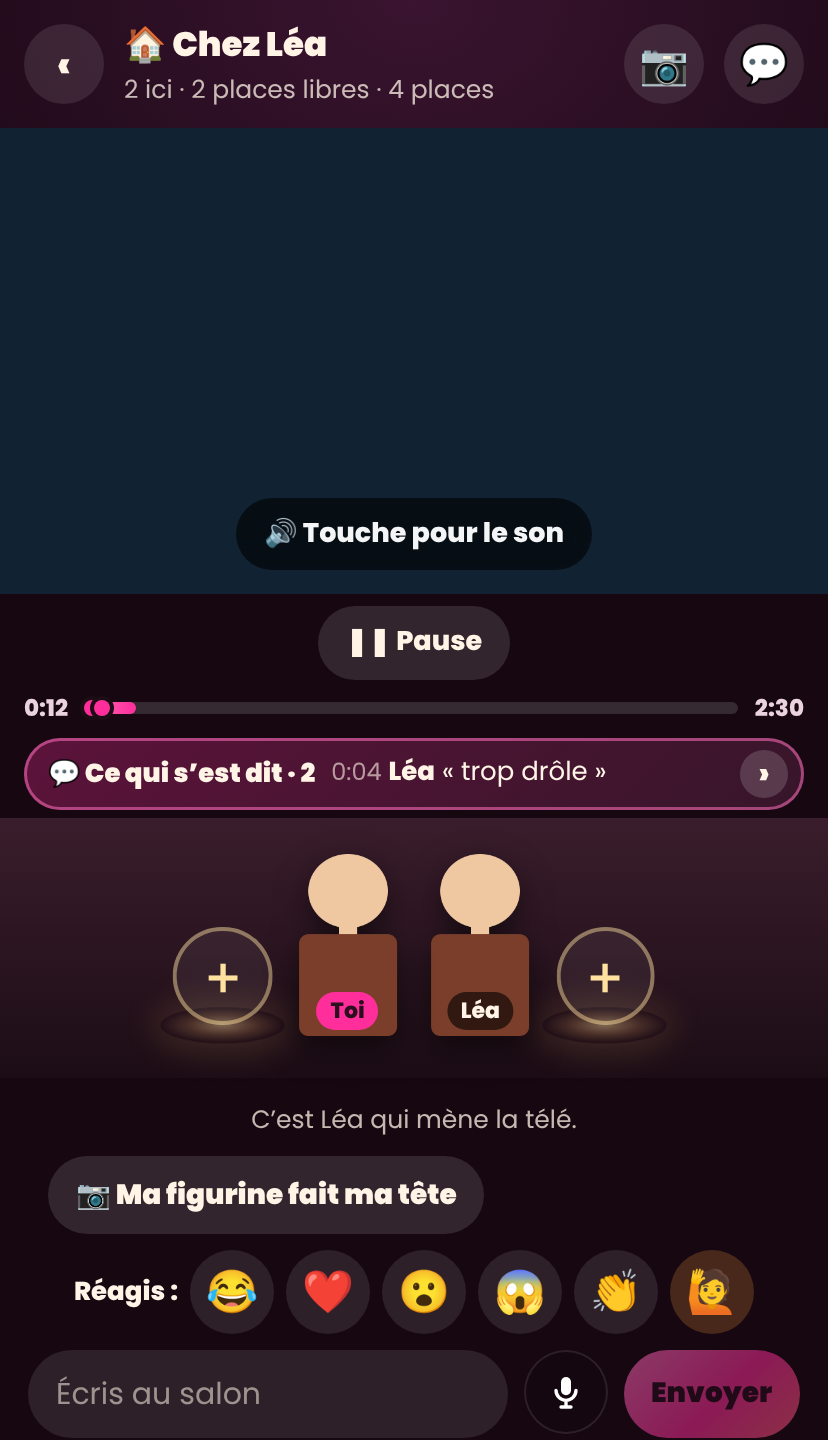 🏠 Chez Léa
2 ici · 2 places libres · 4 places
🔊 Touche pour le son
❚❚ Pause
0:12 2:30
💬 Ce qui s’est dit • 2 0:04 Léa « trop drôle » ›
+ Toi Léa +
C’est Léa qui mène la télé.
📷 Ma figurine fait ma tête
Réagis :
Écris au salon Envoyer